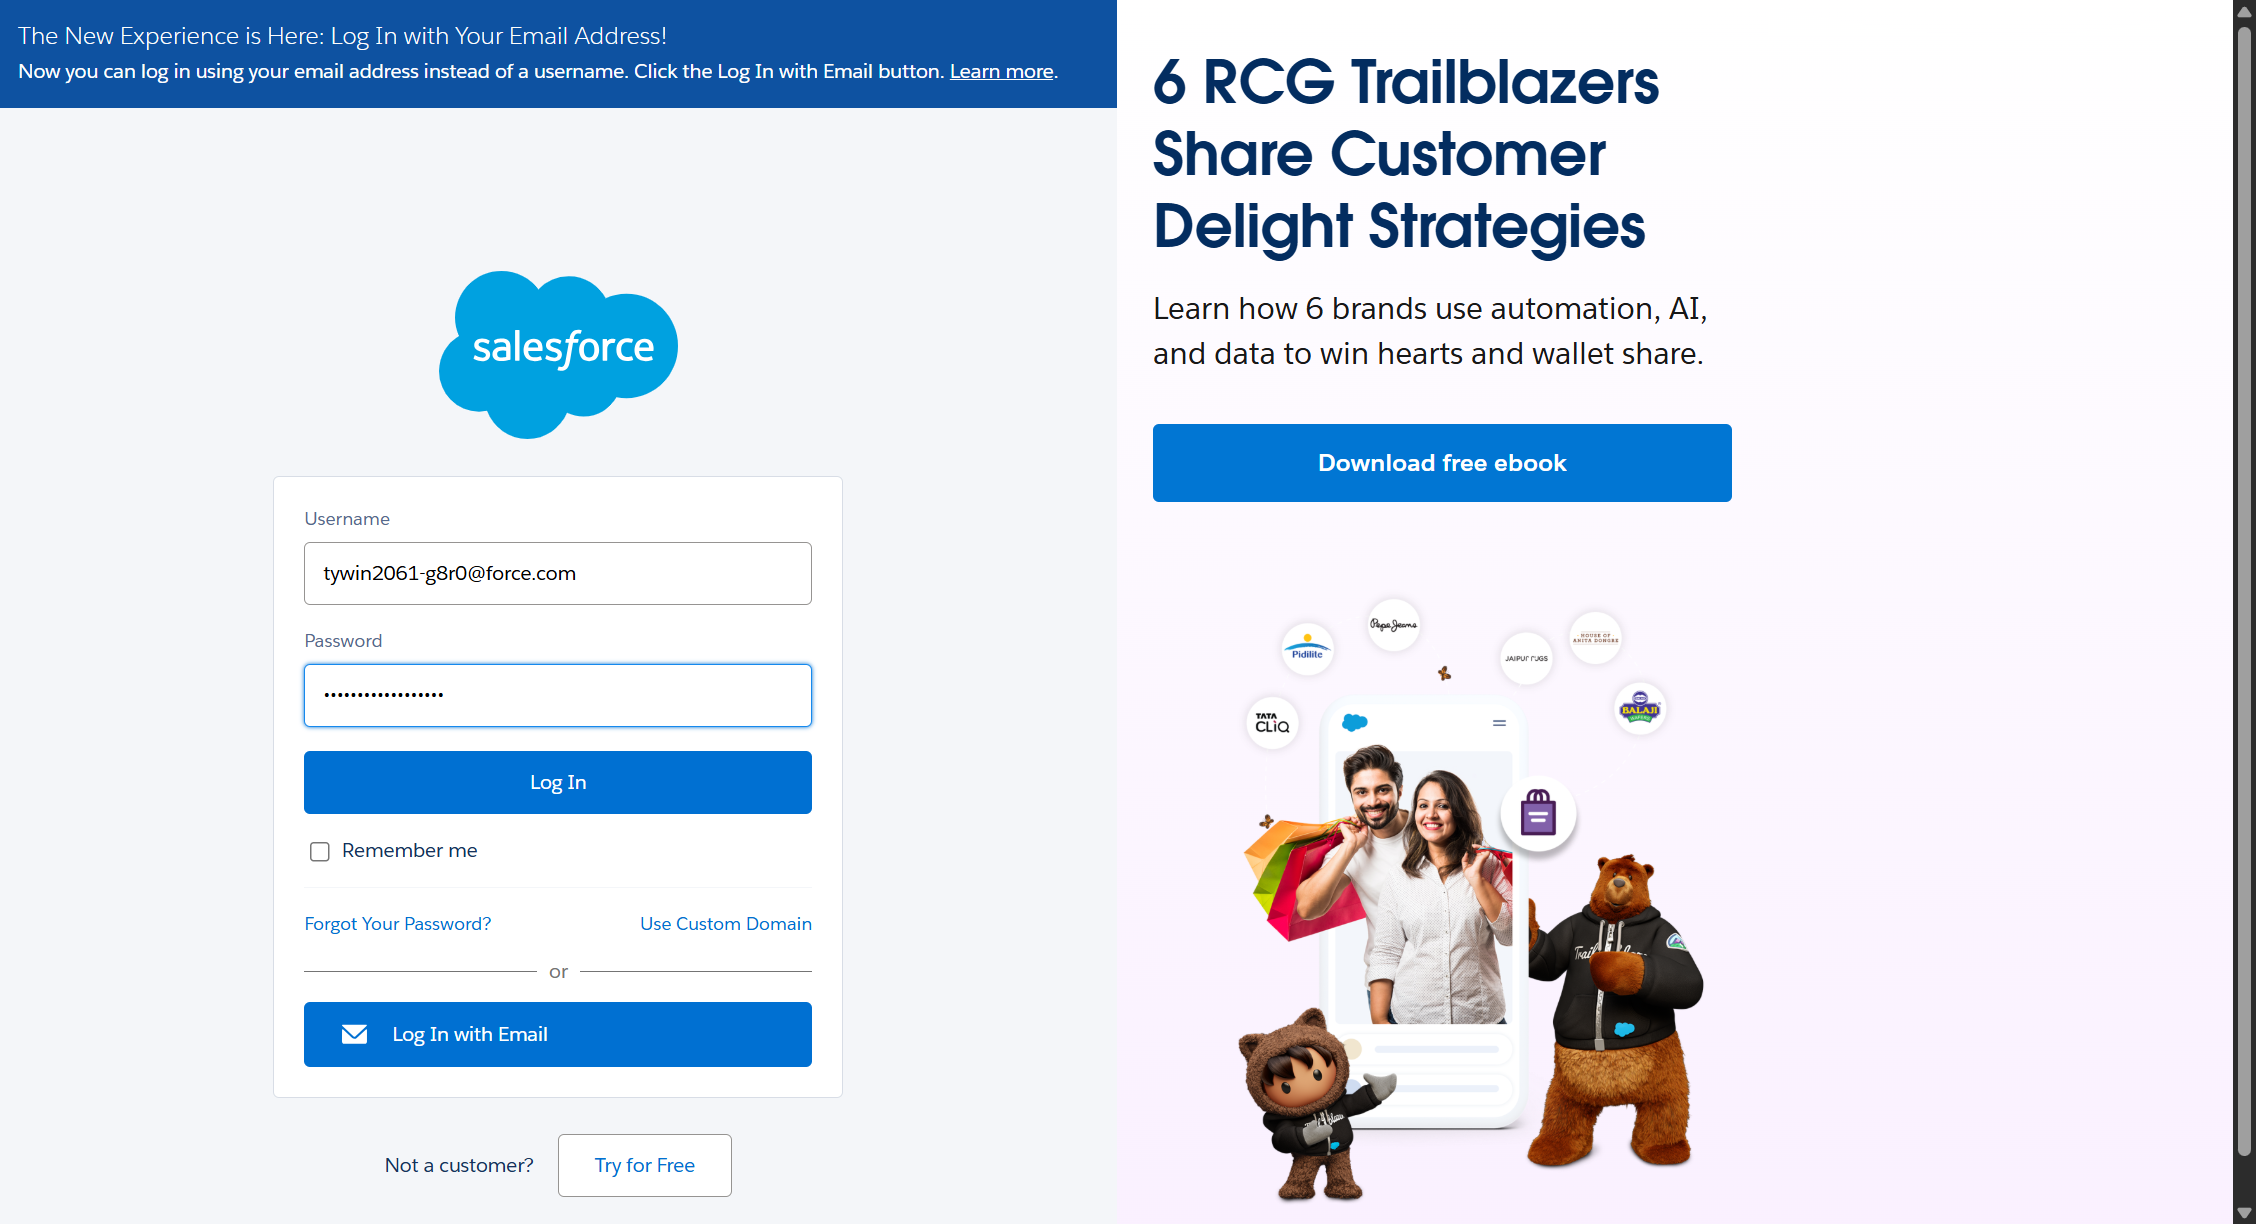 The New Experience is Here: Log In with Your Email Address!
Now you can log in using your email address instead of a username. Click the Log In with Email button. Learn more.
salesforce
Username
tywin2061-g8r0@force.com
Password
••••••••••••••••••
Log In
Remember me
Forgot Your Password?
Use Custom Domain
or
Log In with Email
Not a customer?
Try for Free
6 RCG Trailblazers
Share Customer
Delight Strategies
Learn how 6 brands use automation, AI,
and data to win hearts and wallet share.
Download free ebook
Pidilite
Pepe Jeans
JAIPUR RUGS
HOUSE OF
ANITA DONGRE
TATA
CLiQ
BALAJI